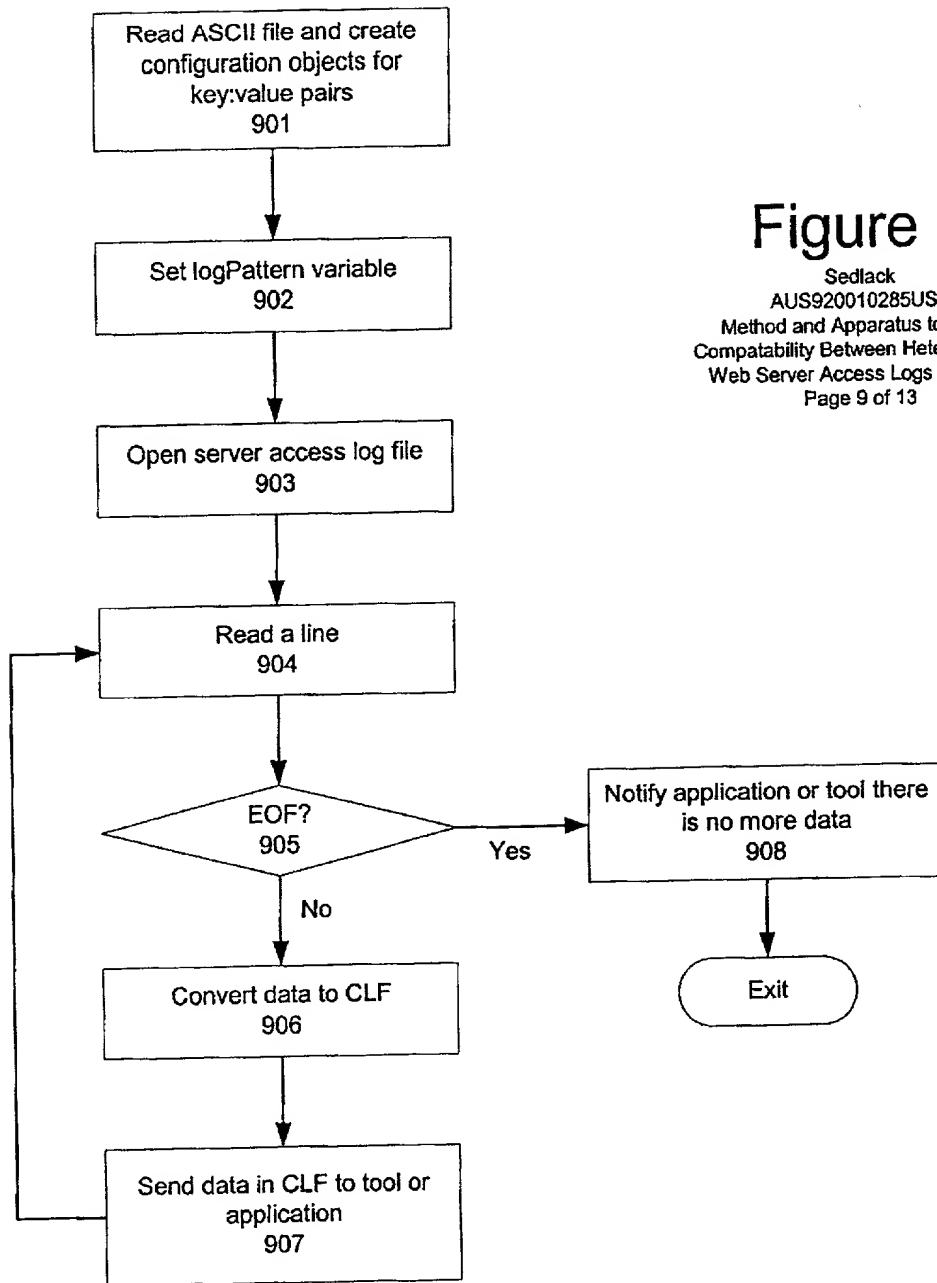 Read ASCII file and create
configuration objects for
key:value pairs
901
Set logPattern variable
902
Open server access log file
903
Read a line
904
EOF?
905
Yes
No
Notify application or tool there
is no more data
908
Exit
Convert data to CLF
906
Send data in CLF to tool or
application
907
Figure
Sedlack
AUS920010285US
Method and Apparatus
Compatability Between
Web Server Access Logs
Page 9 of 13